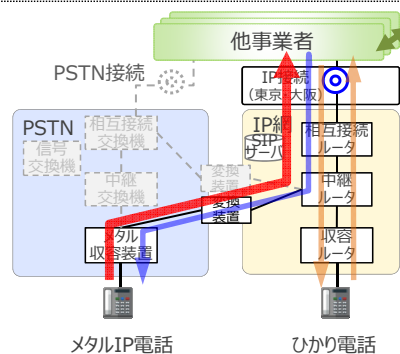 他事業者
PSTN接続
IP接続
（東京・大阪）
PSTN
相互接続
交換機
信号
交換機
中継
交換機
メタル
収容装置
変換
装置
変換
装置
IP網
SIP
サーバ
相互接続
ルータ
中継
ルータ
収容
ルータ
メタルIP電話
ひかり電話